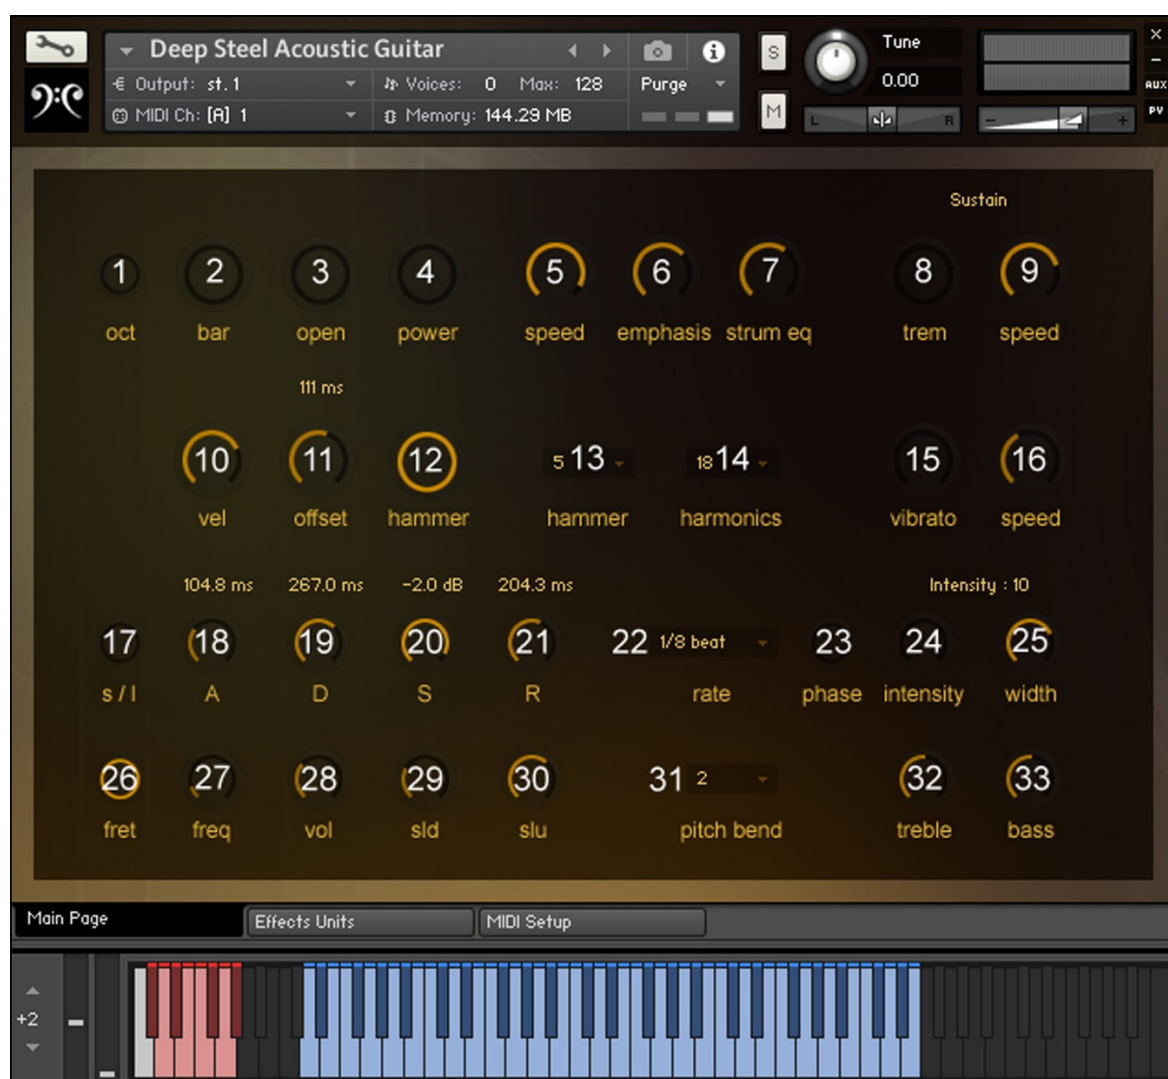 Deep Steel Acoustic Guitar
Output: st. 1
Voices: 0 Max: 128
Purge
MIDI Ch: [A] 1
Memory: 144.29 MB
S
M
Tune
0.00
L R
- +
×
-
AUX
PV
Sustain
1 2 3 4 5 6 7 8 9
oct bar open power speed emphasis strum eq trem speed
111 ms
10 11 12 5 13 18 14 15 16
vel offset hammer hammer harmonics vibrato speed
104.8 ms 267.0 ms -2.0 dB 204.3 ms Intensity : 10
17 18 19 20 21 22 1/8 beat 23 24 25
s / l A D S R rate phase intensity width
26 27 28 29 30 31 2 32 33
fret freq vol sld slu pitch bend treble bass
Main Page Effects Units MIDI Setup
+2